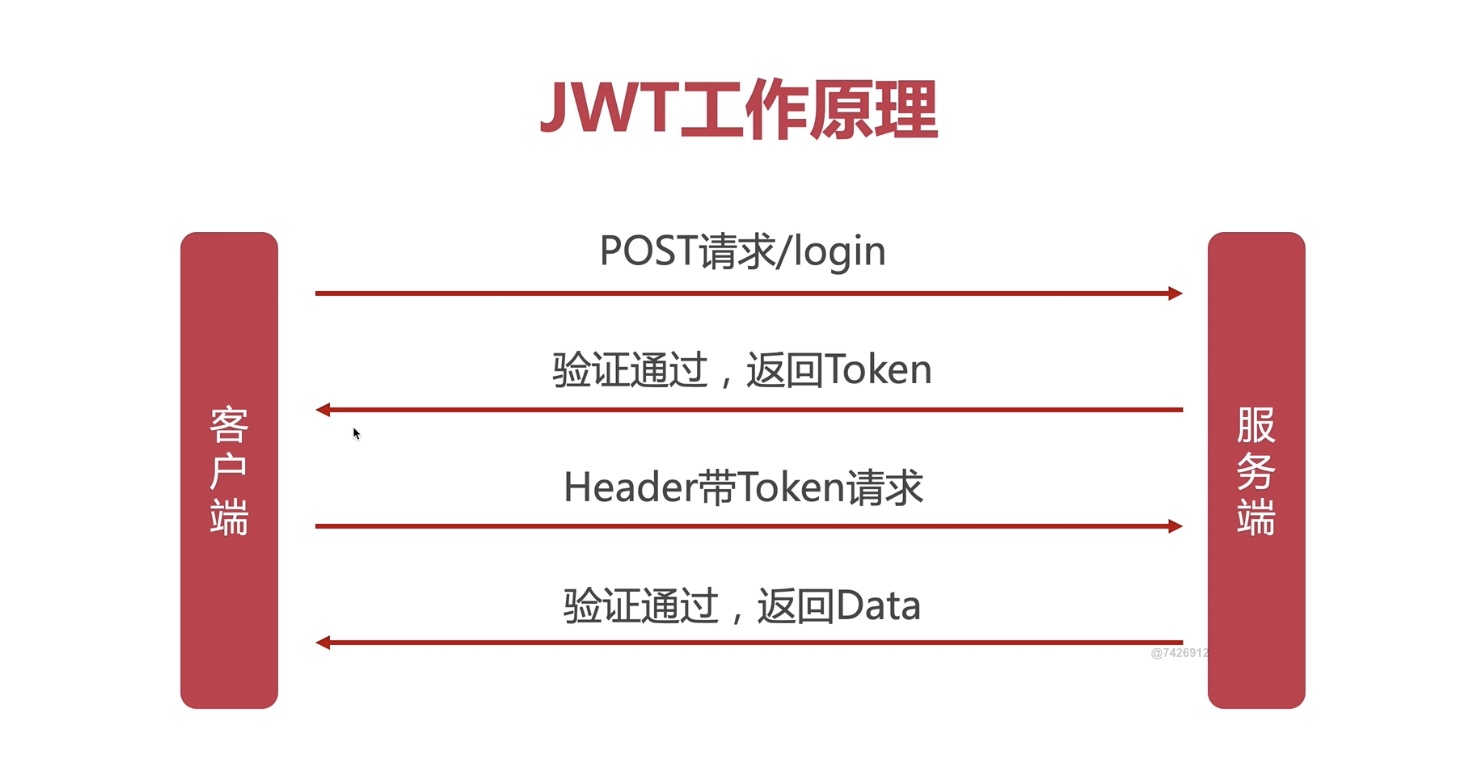 JWT工作原理
POST请求/login
验证通过，返回Token
Header带Token请求
验证通过，返回Data
客户端
服务端
@7426912